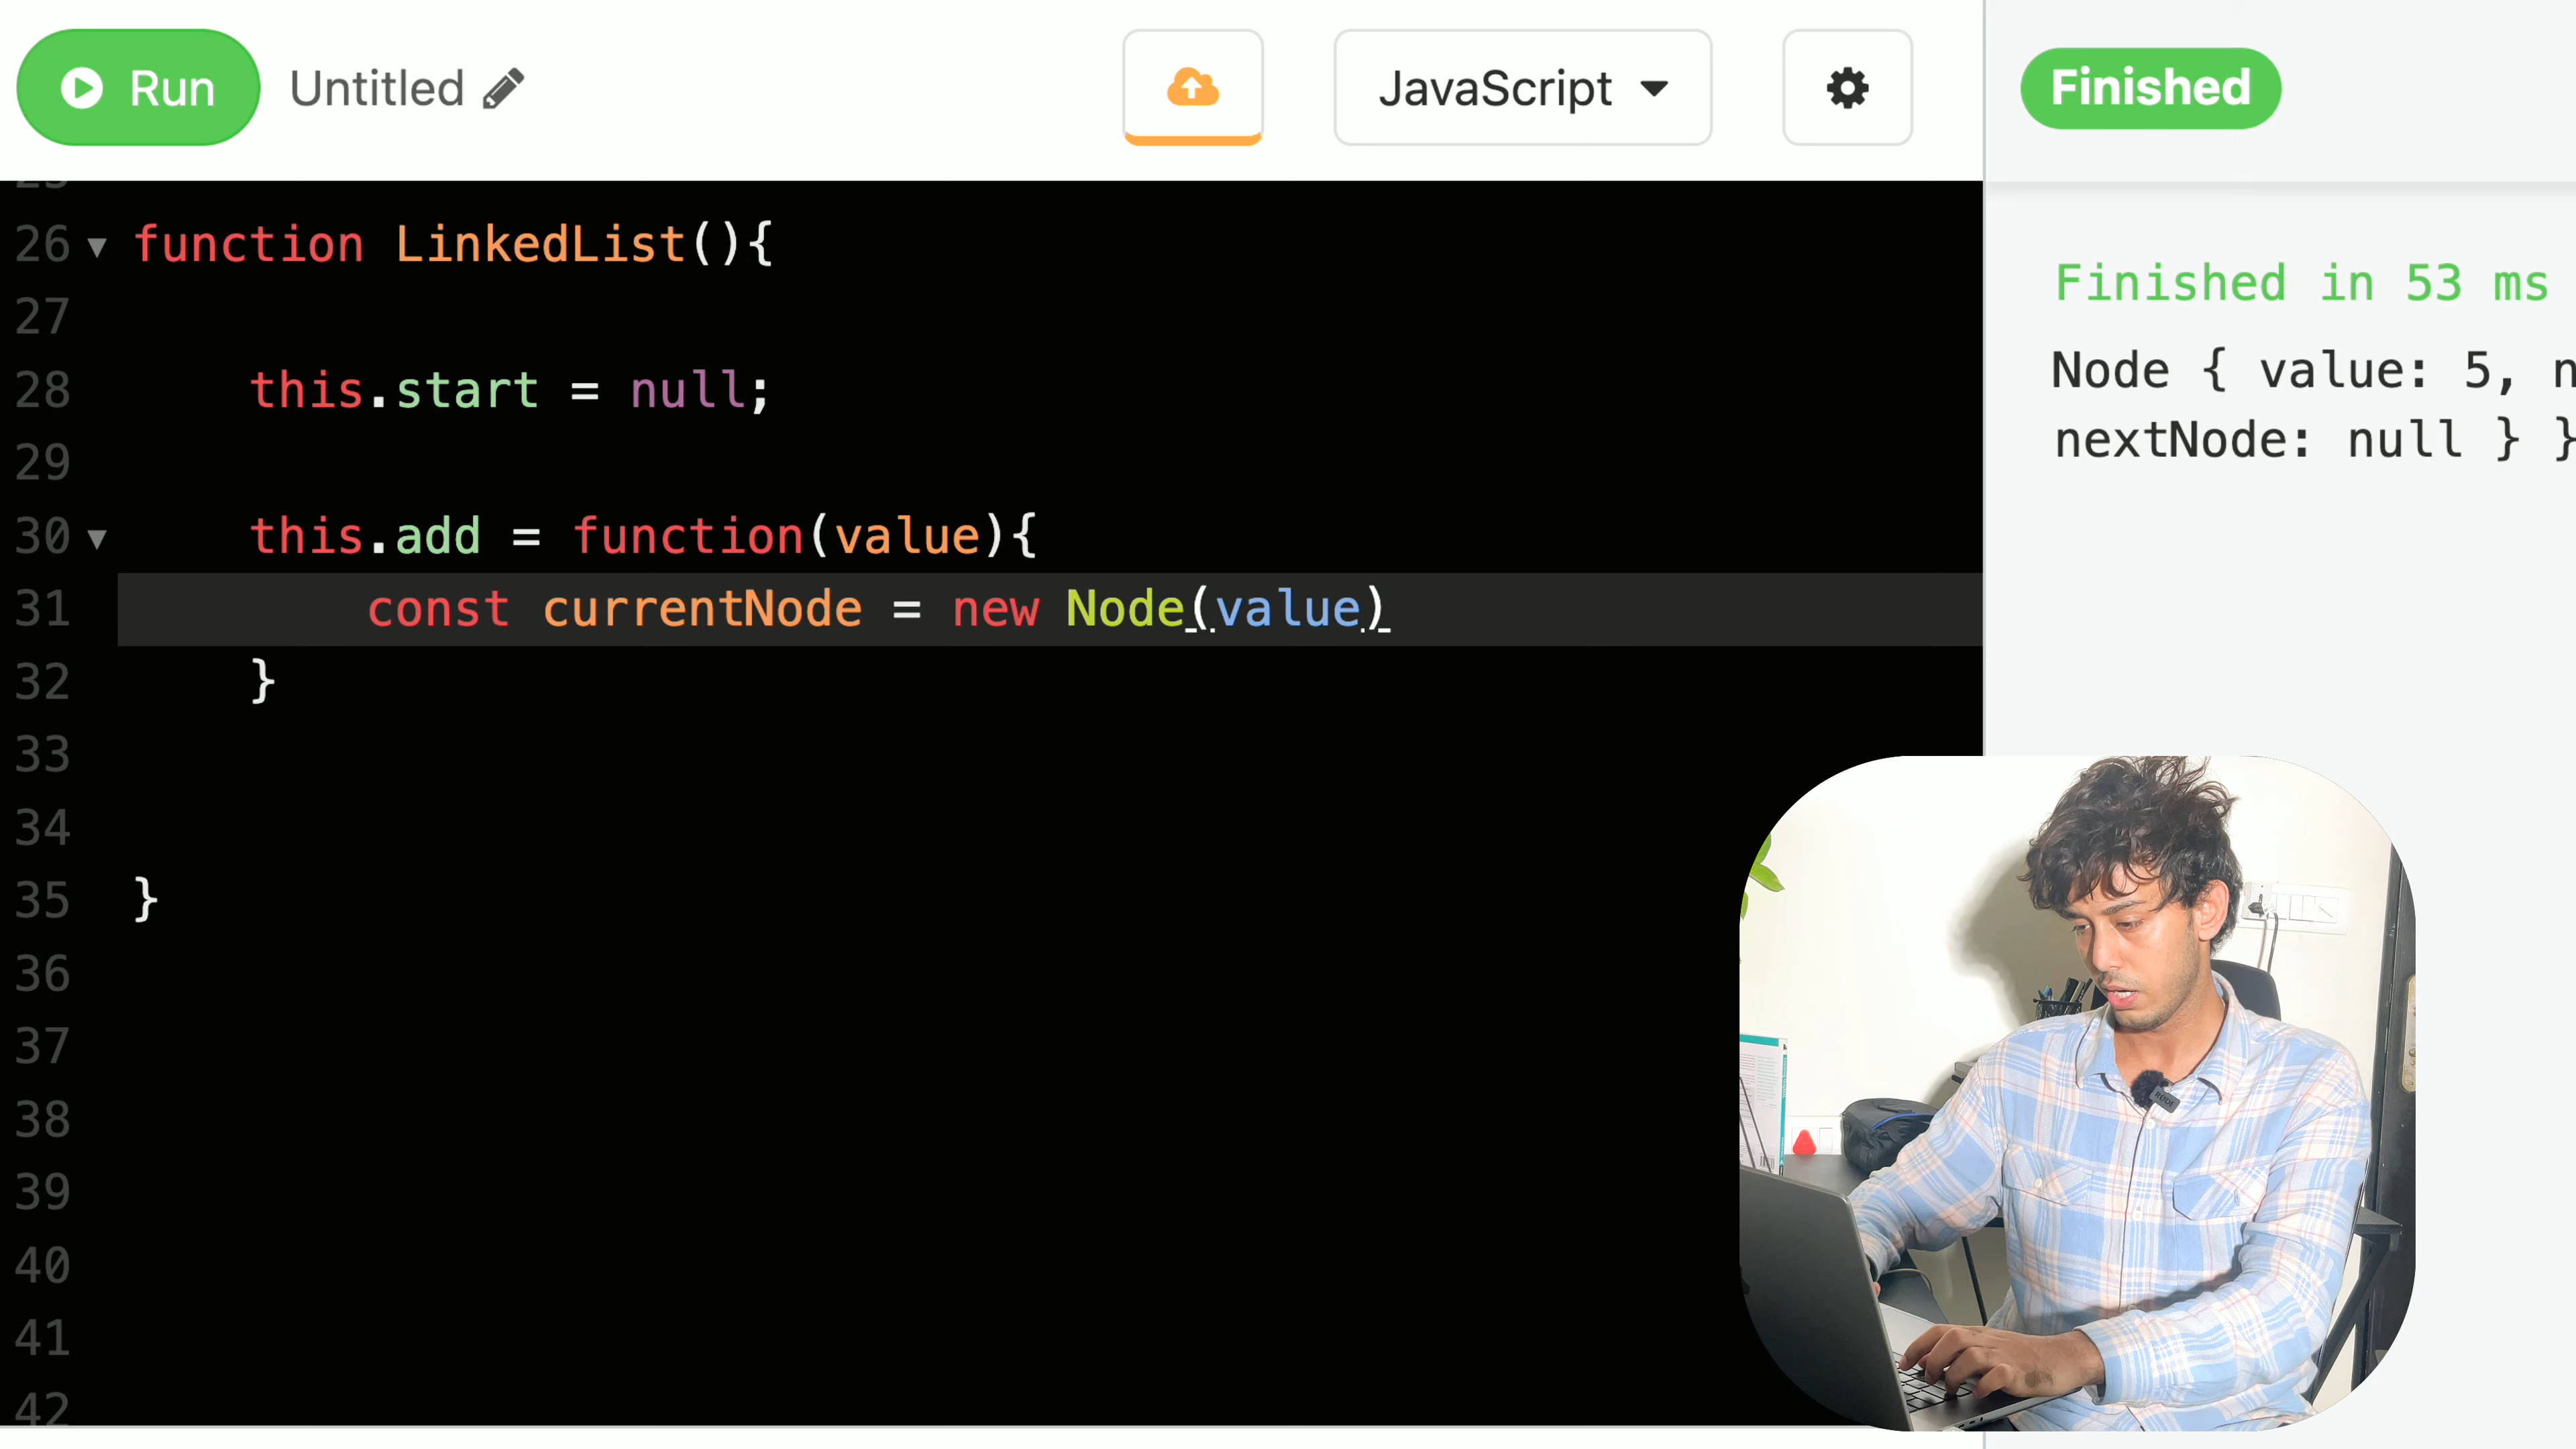 Run
Untitled
JavaScript
Finished
26 function LinkedList(){
27
28 this.start = null;
29
30 this.add = function(value){
31 const currentNode = new Node(value)
32 }
33
34
35 }
36
37
38
39
40
41
42
Finished in 53 ms
Node { value: 5, n
nextNode: null } }
RODE